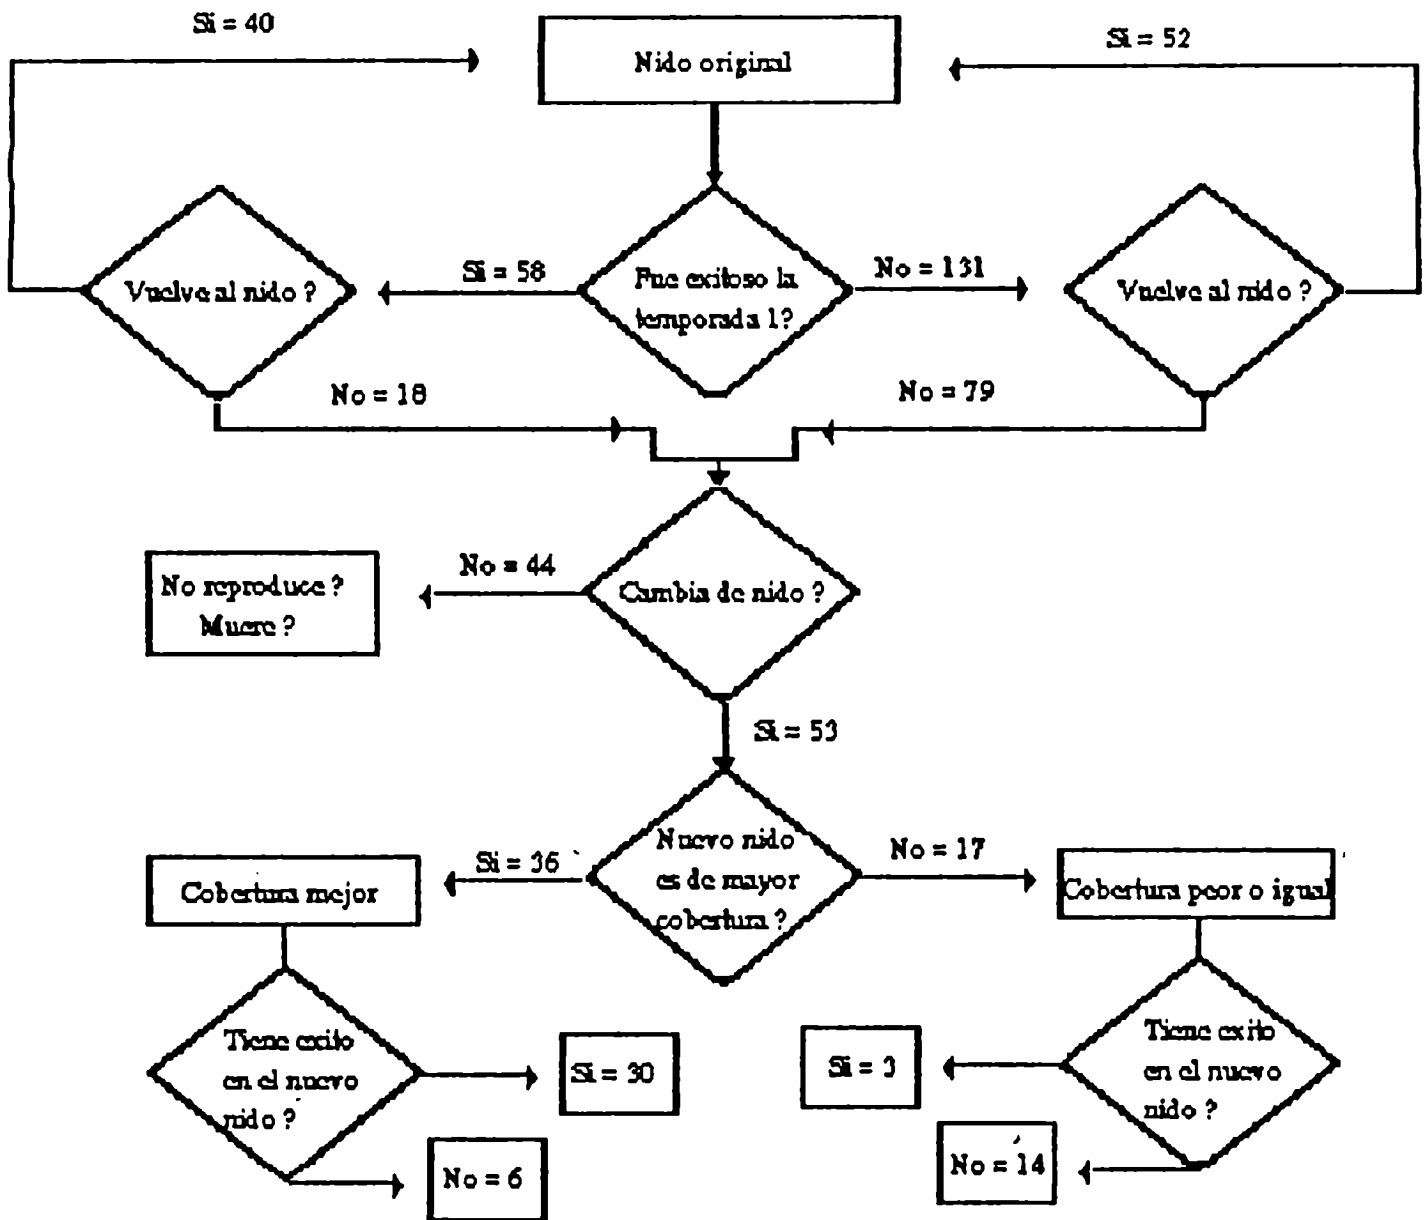 Si = 40
Nido original
Si = 52
Vuelve al nido ?
Si = 58
Fue exitoso la
temporada 1?
No = 131
Vuelve al nido ?
No = 18
No = 79
No reproduce ?
Muere ?
No = 44
Cambia de nido ?
Si = 53
Cobertura mejor
Si = 36
Nuevo nido
es de mayor
cobertura ?
No = 17
Cobertura peor o igual
Tiene exito
en el nuevo
nido ?
Si = 30
No = 6
Si = 3
Tiene exito
en el nuevo
nido ?
No = 14